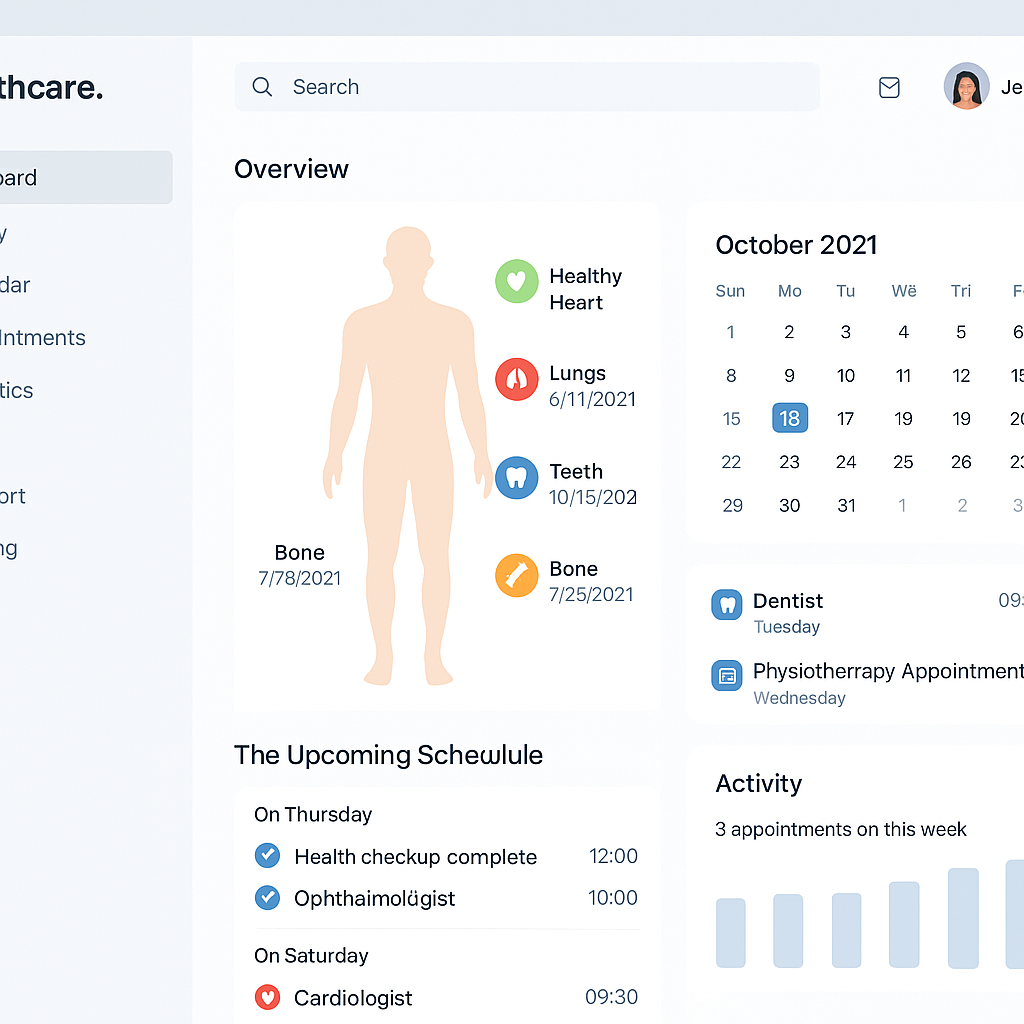 thcare.
Search
Je
oard
y
dar
Intments
tics
ort
ng
Overview
Healthy
Heart
Lungs
6/11/2021
Teeth
10/15/202
Bone
7/78/2021
Bone
7/25/2021
October 2021
Sun Mo Tu Wë Tri F
1 2 3 4 5 6
8 9 10 11 12 15
15 18 17 19 19 20
22 23 24 25 26 23
29 30 31 1 2 3
Dentist 09:
Tuesday
Physiotherrapy Appointment
Wednesday
The Upcoming Schewlule
On Thursday
Health checkup complete 12:00
Ophthaimolügist 10:00
On Saturday
Cardiologist 09:30
Activity
3 appointments on this week